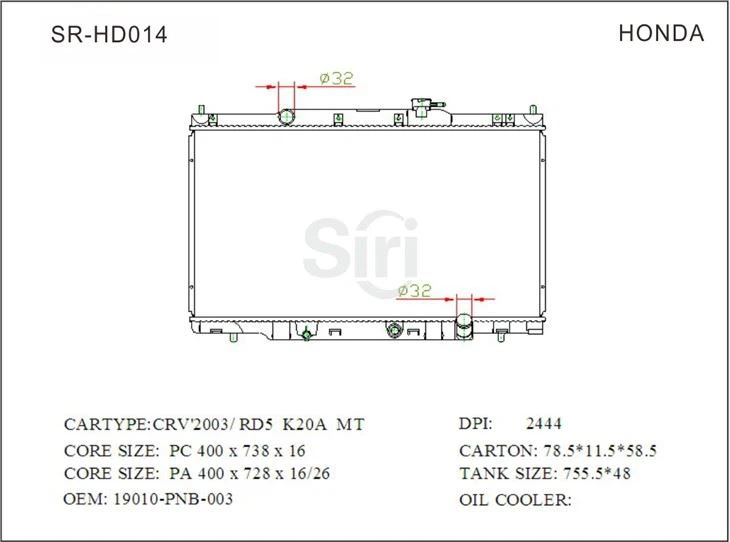 SR-HD014
HONDA
⌀32
Siri
⌀32
CARTYPE:CRV'2003/ RD5 K20A MT
DPI: 2444
CORE SIZE: PC 400 x 738 x 16
CARTON: 78.5*11.5*58.5
CORE SIZE: PA 400 x 728 x 16/26
TANK SIZE: 755.5*48
OEM: 19010-PNB-003
OIL COOLER: